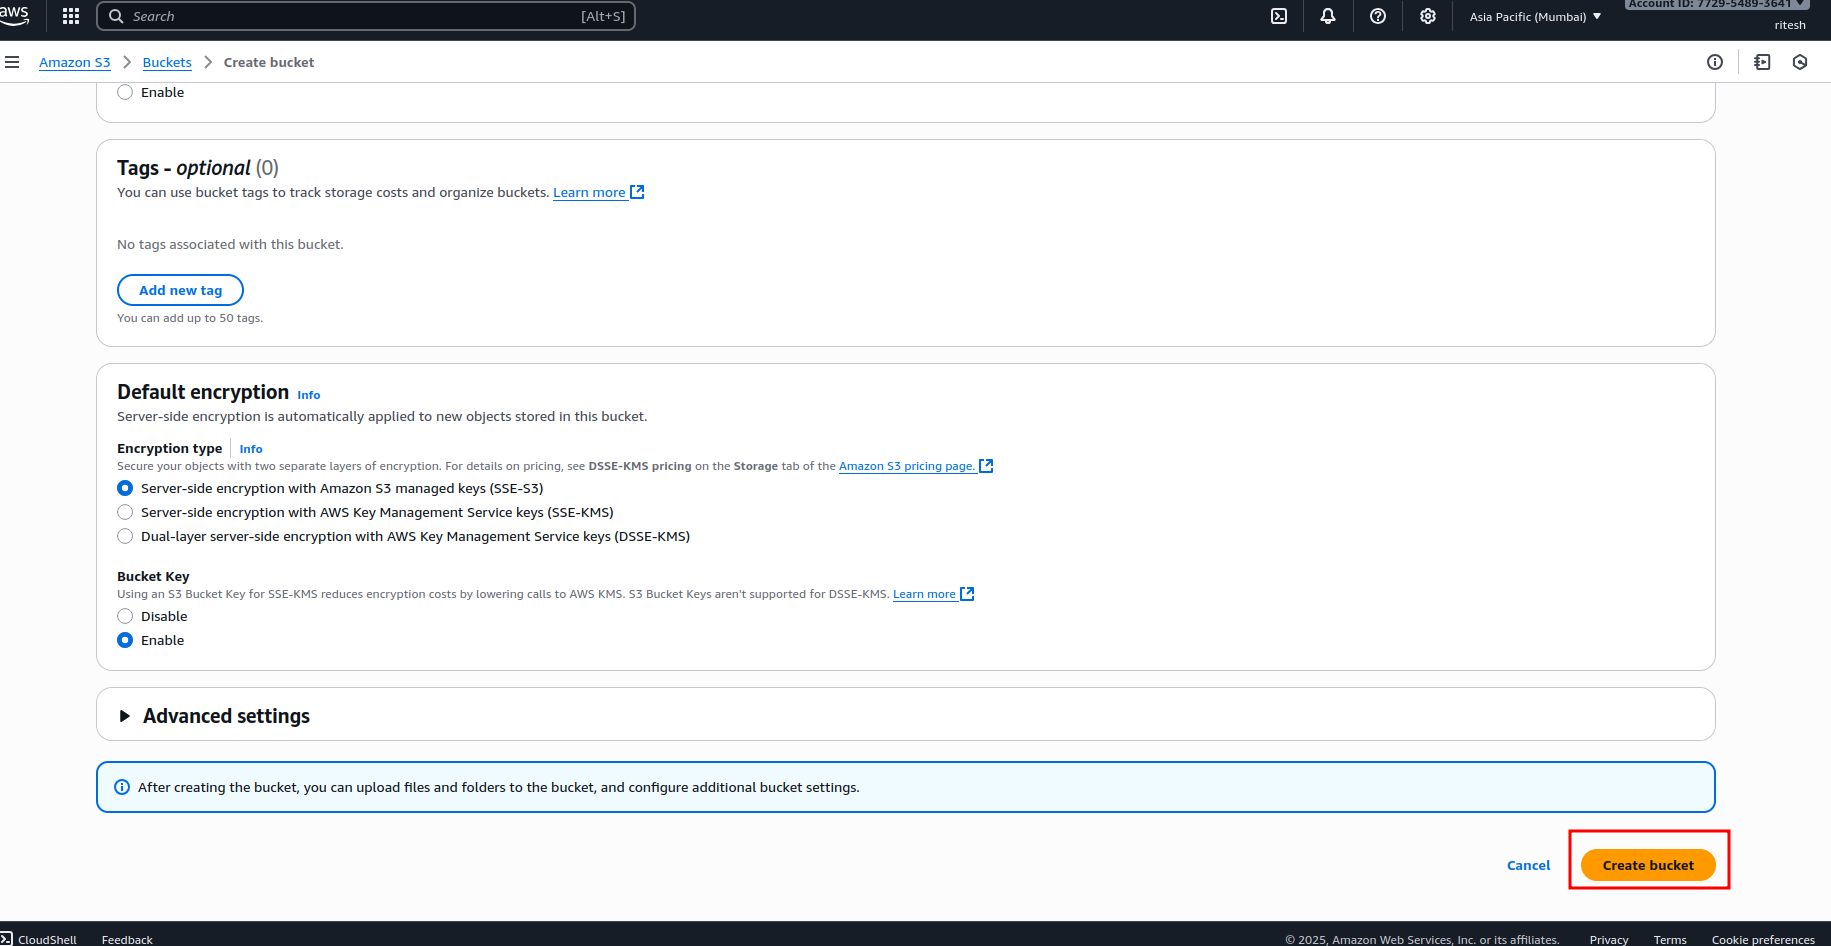 aws
Search
[Alt+S]
Asia Pacific (Mumbai)
Account ID: 7729-5489-3641
ritesh
Amazon S3
Buckets
Create bucket
Enable
Tags - optional (0)
You can use bucket tags to track storage costs and organize buckets. Learn more
No tags associated with this bucket.
Add new tag
You can add up to 50 tags.
Default encryption Info
Server-side encryption is automatically applied to new objects stored in this bucket.
Encryption type Info
Secure your objects with two separate layers of encryption. For details on pricing, see DSSE-KMS pricing on the Storage tab of the Amazon S3 pricing page.
Server-side encryption with Amazon S3 managed keys (SSE-S3)
Server-side encryption with AWS Key Management Service keys (SSE-KMS)
Dual-layer server-side encryption with AWS Key Management Service keys (DSSE-KMS)
Bucket Key
Using an S3 Bucket Key for SSE-KMS reduces encryption costs by lowering calls to AWS KMS. S3 Bucket Keys aren't supported for DSSE-KMS. Learn more
Disable
Enable
Advanced settings
After creating the bucket, you can upload files and folders to the bucket, and configure additional bucket settings.
Cancel
Create bucket
CloudShell
Feedback
© 2025, Amazon Web Services, Inc. or its affiliates.
Privacy
Terms
Cookie preferences